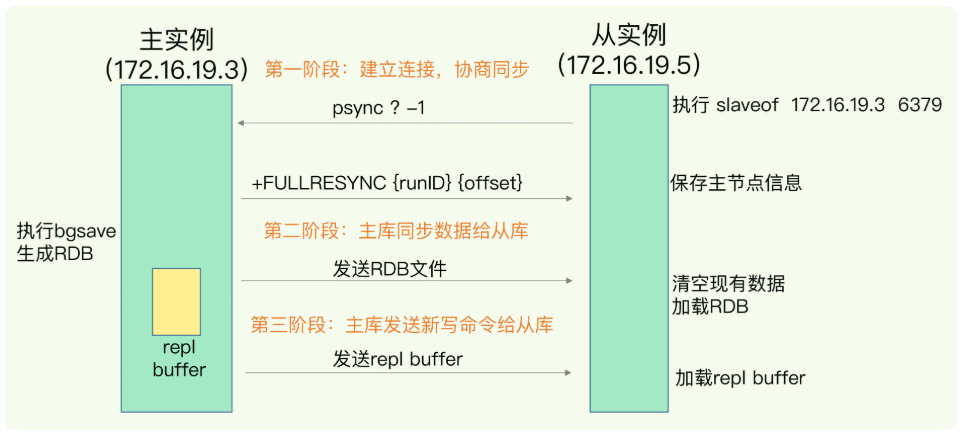 主实例
(172.16.19.3)
从实例
(172.16.19.5)
第一阶段：建立连接，协商同步
执行 slaveof 172.16.19.3 6379
psync ? -1
+FULLRESYNC {runID} {offset}
保存主节点信息
执行bgsave
生成RDB
第二阶段：主库同步数据给从库
发送RDB文件
清空现有数据
加载RDB
第三阶段：主库发送新写命令给从库
repl
buffer
发送repl buffer
加载repl buffer